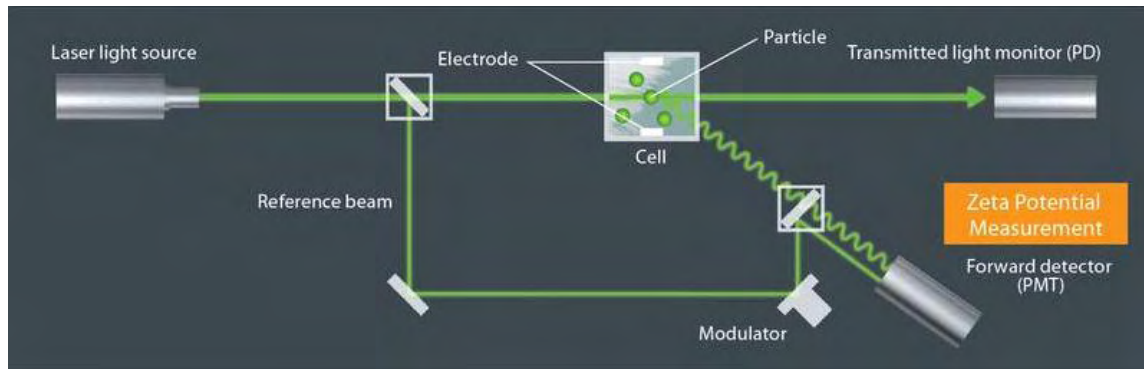 Laser light source
Electrode
Particle
Transmitted light monitor (PD)
Cell
Reference beam
Zeta Potential
Measurement
Forward detector
(PMT)
Modulator